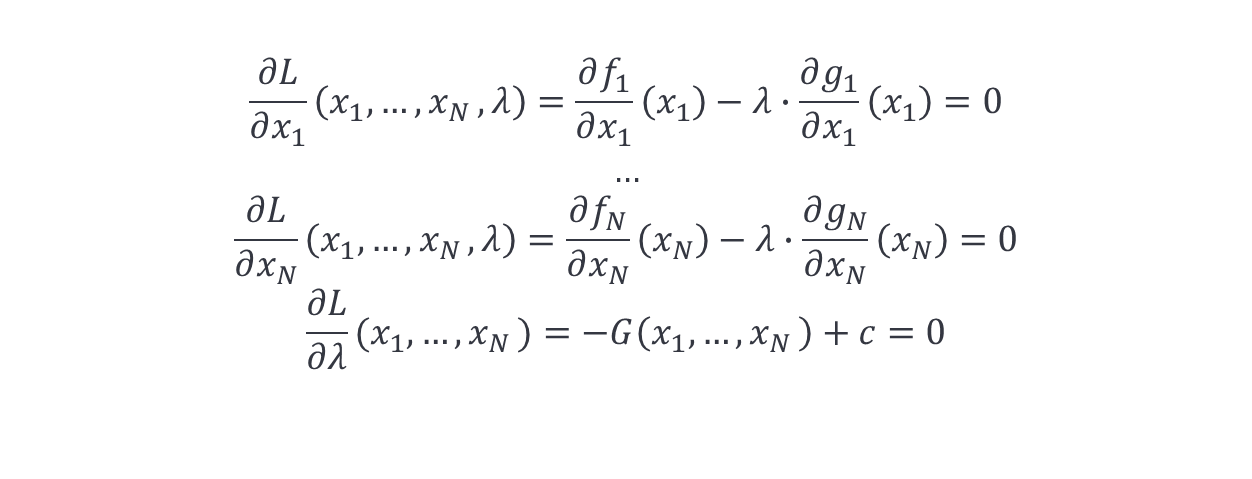 ∂L/∂x₁ (x₁, … , x_N , λ) = ∂f₁/∂x₁ (x₁) − λ · ∂g₁/∂x₁ (x₁) = 0
…
∂L/∂x_N (x₁, … , x_N , λ) = ∂f_N/∂x_N (x_N) − λ · ∂g_N/∂x_N (x_N) = 0
∂L/∂λ (x₁, … , x_N ) = −G(x₁, … , x_N ) + c = 0